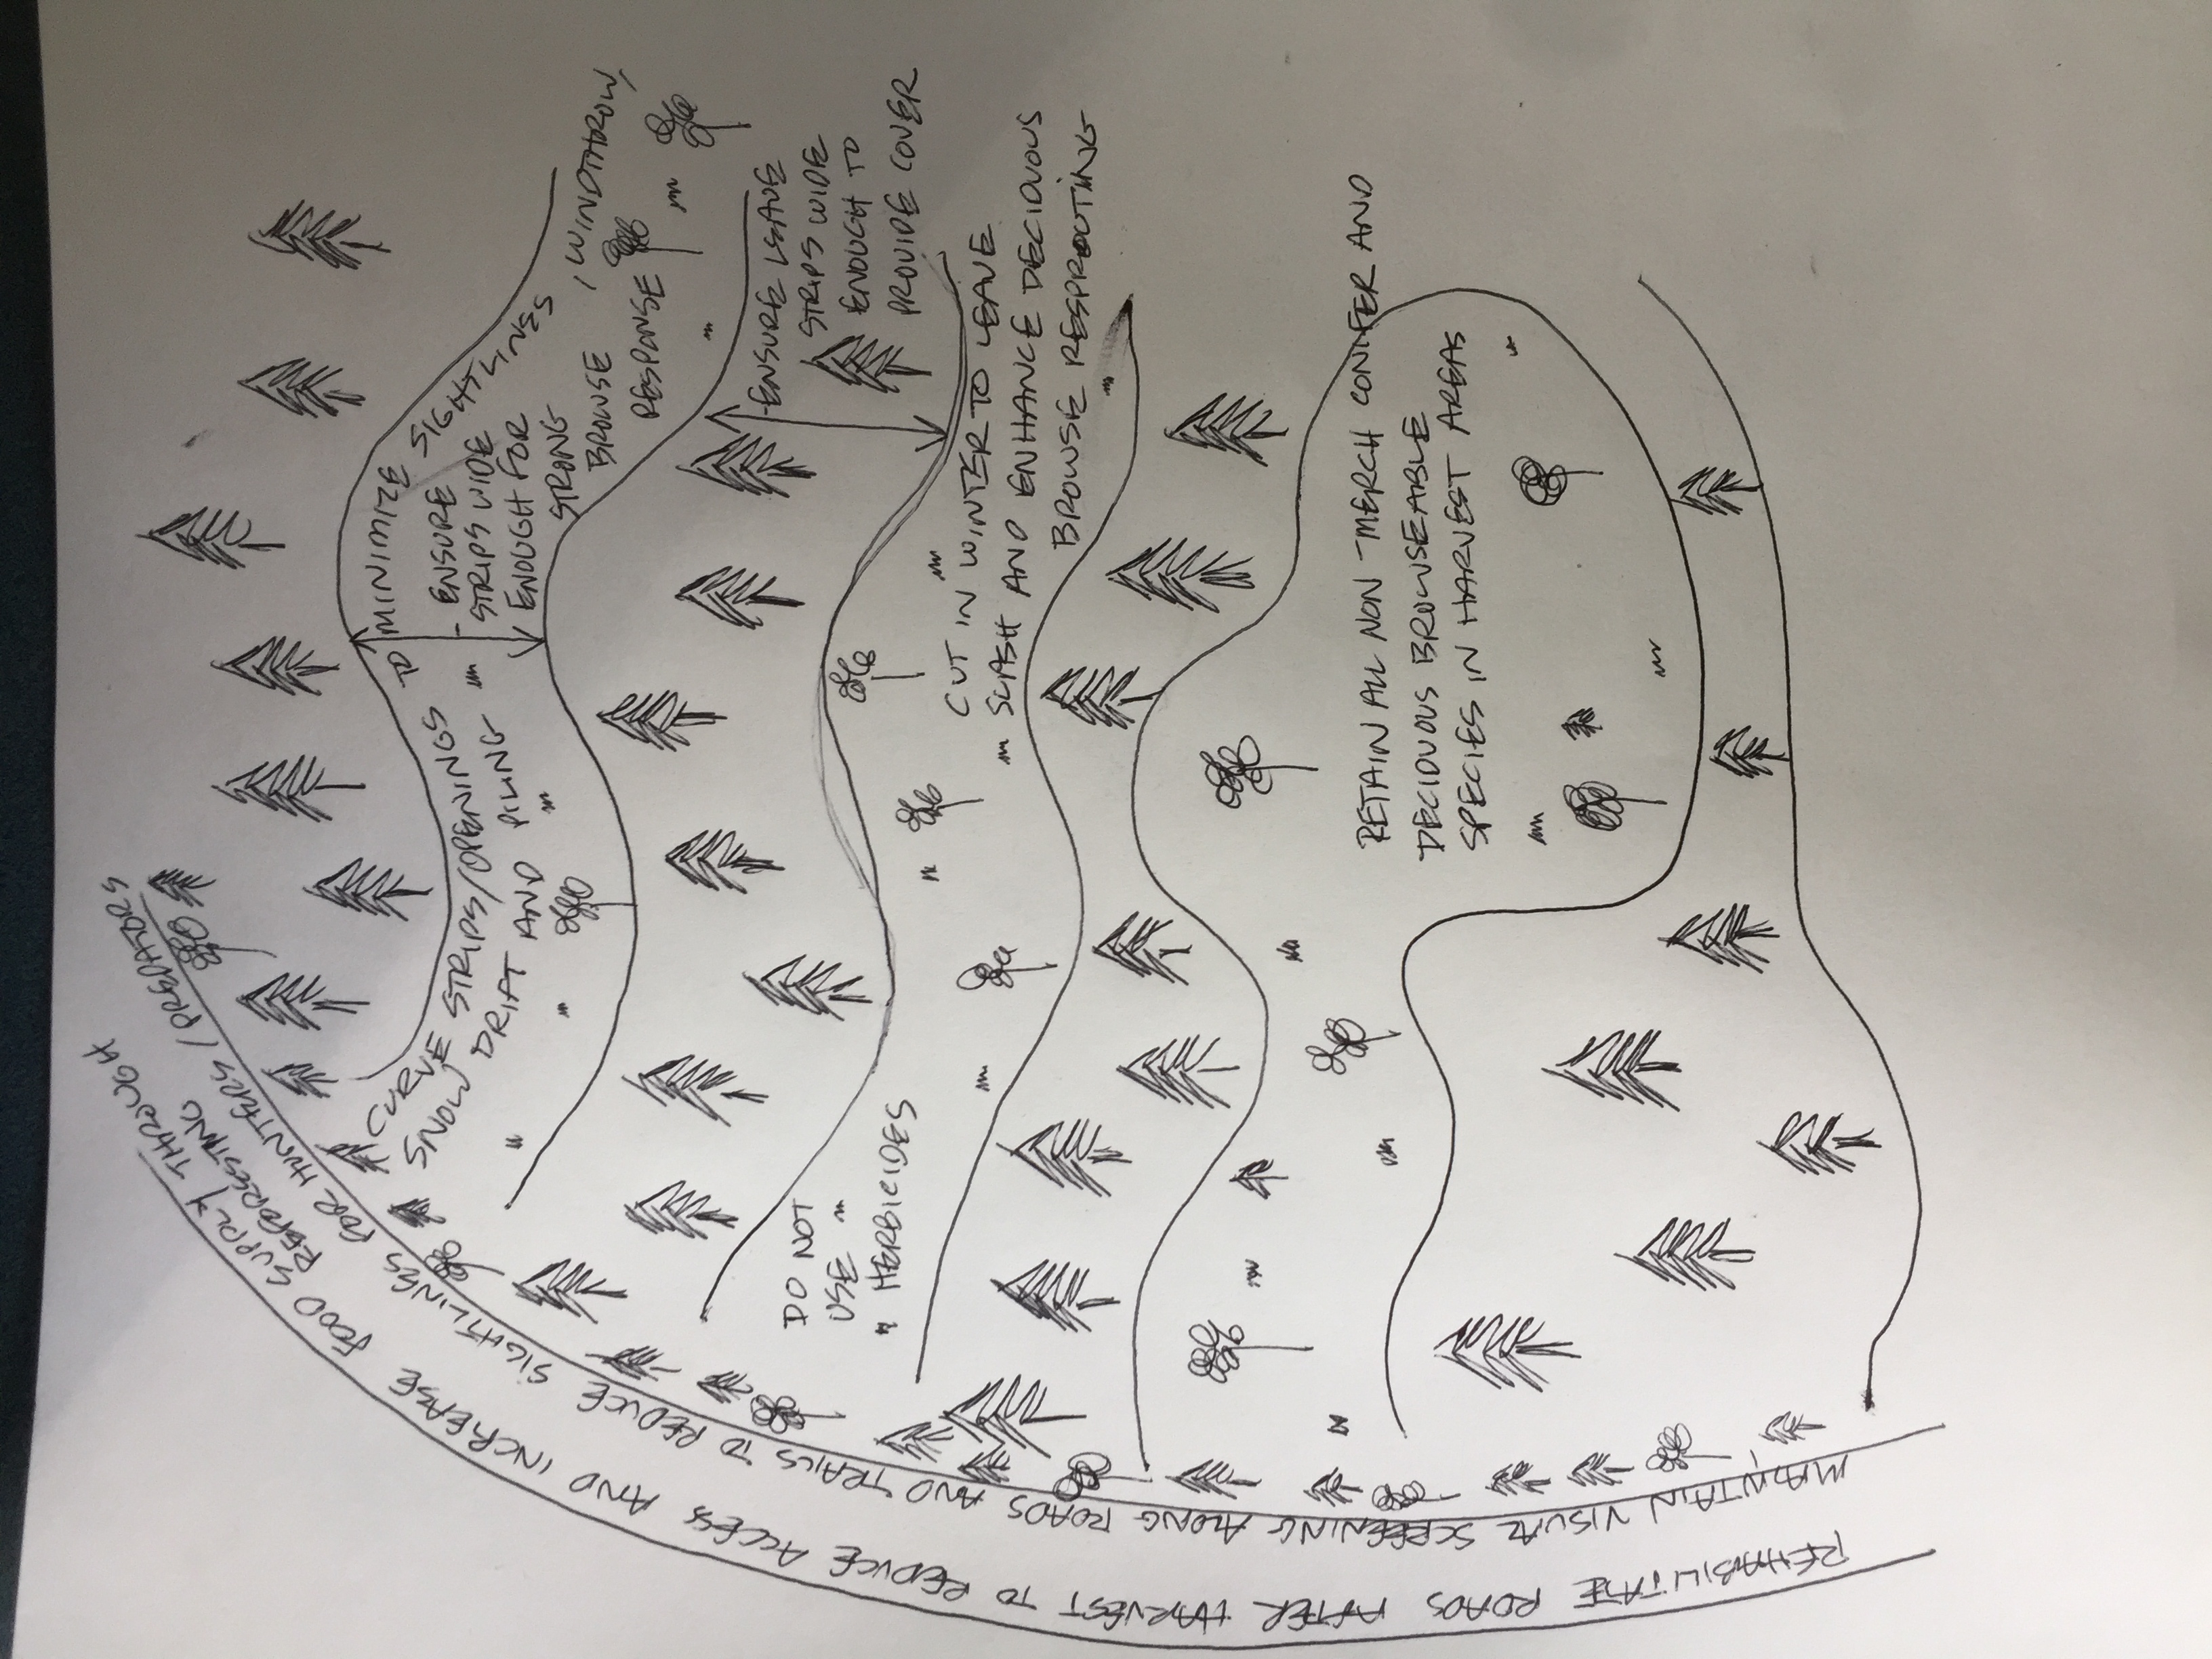 REHABILITATE ROADS AFTER HARVEST TO REDUCE ACCESS AND INCREASE FOOD SUPPLY THROUGH
REFORESTING
MAINTAIN VISUAL SCREENING ALONG ROADS AND TRAILS TO REDUCE SIGHTLINES FOR HUNTERS/PREDATORS
CURVE STRIPS/OPENINGS TO MINIMIZE SIGHTLINES, WINDTHROW,
SNOW DRIFT AND PILING
- ENSURE
STRIPS WIDE
ENOUGH FOR
STRONG
BROWSE
RESPONSE
- ENSURE LEAVE
STRIPS WIDE
ENOUGH TO
PROVIDE COVER
DO NOT
USE
HERBICIDES
CUT IN WINTER TO LEAVE
SLASH AND ENHANCE DECIDUOUS
BROWSE RESPROUTING
RETAIN ALL NON-MERCH CONIFER AND
DECIDUOUS BROWSEABLE
SPECIES IN HARVEST AREAS